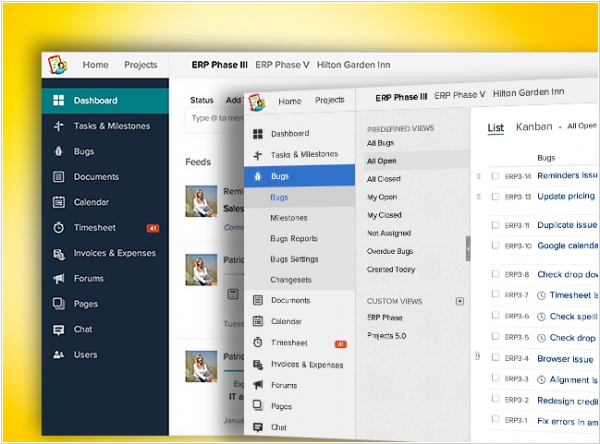 Home Projects ERP Phase III ERP Phase V Hilton Garden Inn
Dashboard
Tasks & Milestones
Bugs
Documents
Calendar
Timesheet 41
Invoices & Expenses
Forums
Pages
Chat
Users
Status Add
Type @ to men
Feeds
Remin
Sales
Comm
Patric
Tuesd
Patric
Exp
IT a
Janua
Home Projects ERP Phase III ERP Phase V Hilton Garden Inn
Dashboard
Tasks & Milestones
Bugs
Bugs
Milestones
Bugs Reports
Bugs Settings
Changesets
Documents
Calendar
Timesheet 41
Invoices & Expenses
Forums
Pages
Chat
PREDEFINED VIEWS
All Bugs
All Open
All Closed
My Open
My Closed
Not Assigned
Overdue Bugs
Created Today
CUSTOM VIEWS
ERP Phase
Projects 5.0
List Kanban All Open
Bugs
ERP3-14 Reminders issue
ERP3-13 Update pricing
ERP3-11 Duplicate issue
ERP3-10 Google calenda
ERP3-8 Check drop dow
ERP3-7 Timesheet is
ERP3-6 Check spelli
ERP3-5 Check drop
ERP3-4 Browser issue
ERP3-3 Alignment is
ERP3-2 Redesign credi
ERP3-1 Fix errors in am